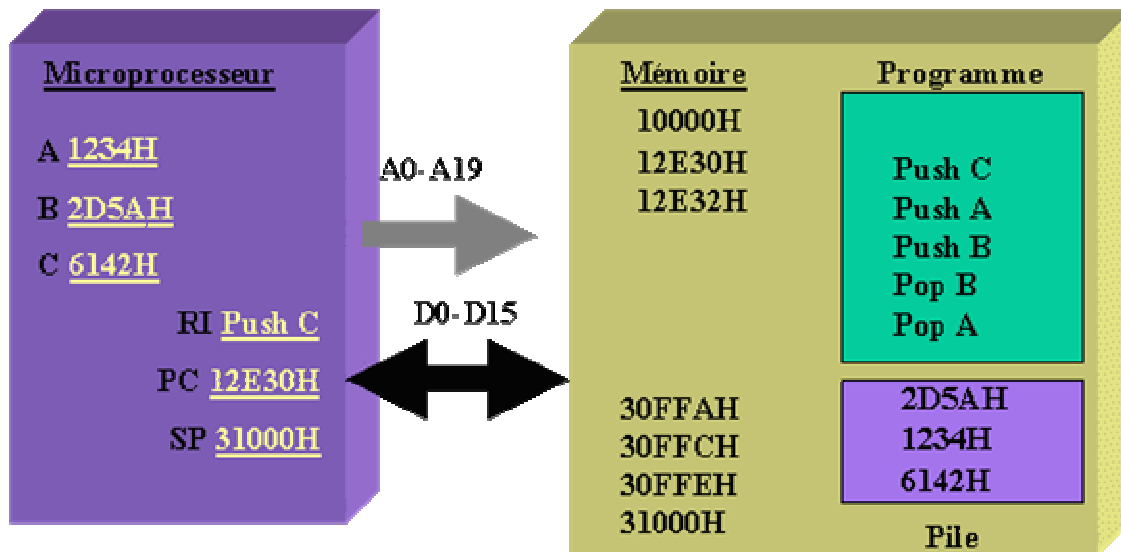 Microprocesseur
A 1234H
B 2D5AH
C 6142H
RI Push C
PC 12E30H
SP 31000H
A0-A19
D0-D15
Mémoire
10000H
12E30H
12E32H
30FFAH
30FFCH
30FFEH
31000H
Programme
Push C
Push A
Push B
Pop B
Pop A
2D5AH
1234H
6142H
Pile